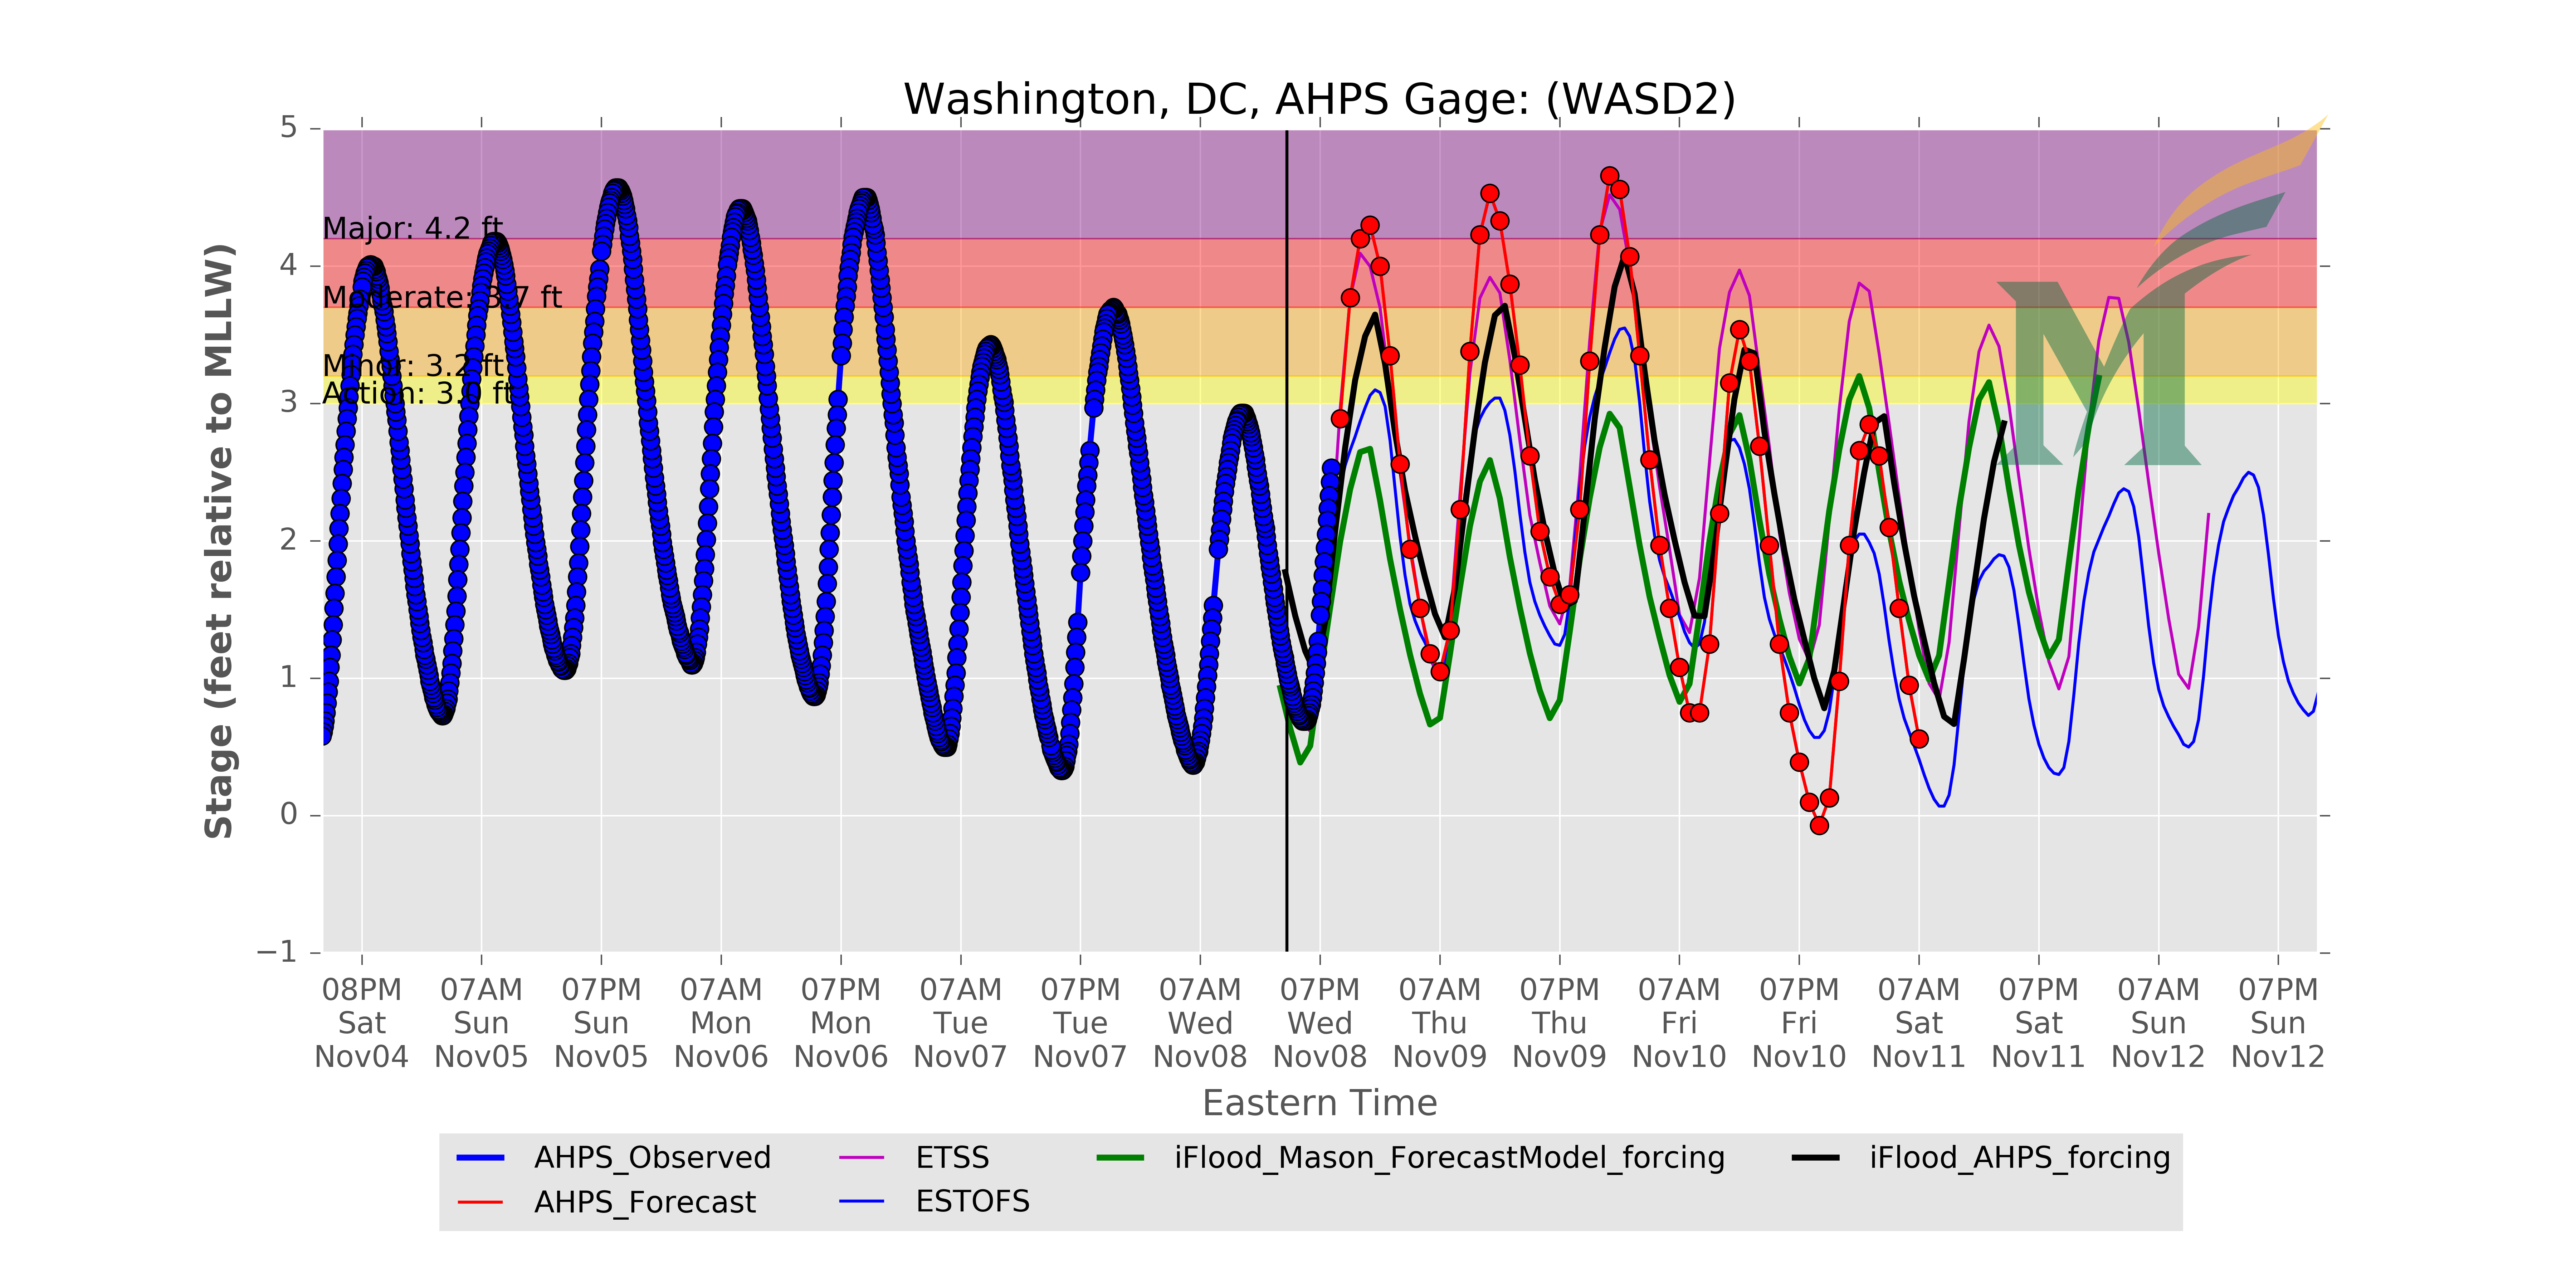 Washington, DC, AHPS Gage: (WASD2)
Stage (feet relative to MLLW)
5
4
3
2
1
0
−1
Major: 4.2 ft
Moderate: 3.7 ft
Minor: 3.2 ft
Action: 3.0 ft
M
08PM 07AM 07PM 07AM 07PM 07AM 07PM 07AM 07PM 07AM 07PM 07AM 07PM 07AM 07PM 07AM 07PM
Sat Sun Sun Mon Mon Tue Tue Wed Wed Thu Thu Fri Fri Sat Sat Sun Sun
Nov04 Nov05 Nov05 Nov06 Nov06 Nov07 Nov07 Nov08 Nov08 Nov09 Nov09 Nov10 Nov10 Nov11 Nov11 Nov12 Nov12
Eastern Time
AHPS_Observed ETSS iFlood_Mason_ForecastModel_forcing iFlood_AHPS_forcing
AHPS_Forecast ESTOFS